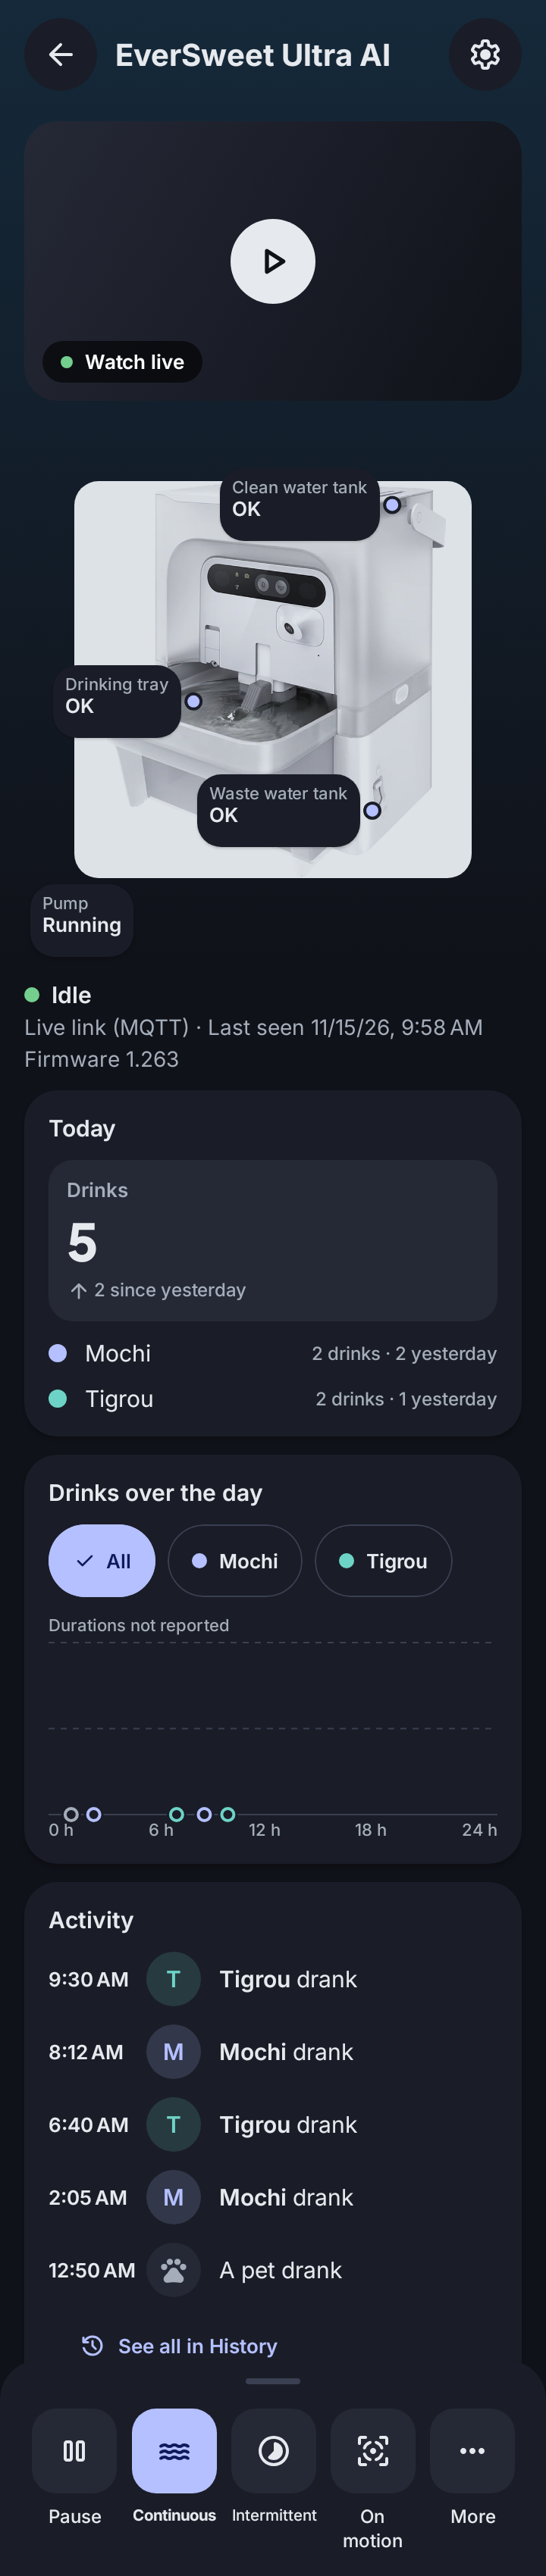 EverSweet Ultra AI
Watch live
Clean water tank
OK
Drinking tray
OK
Waste water tank
OK
Pump
Running
Idle
Live link (MQTT) · Last seen 11/15/26, 9:58 AM
Firmware 1.263
Today
Drinks
5
↑ 2 since yesterday
Mochi 2 drinks · 2 yesterday
Tigrou 2 drinks · 1 yesterday
Drinks over the day
All Mochi Tigrou
Durations not reported
0 h 6 h 12 h 18 h 24 h
Activity
9:30 AM T Tigrou drank
8:12 AM M Mochi drank
6:40 AM T Tigrou drank
2:05 AM M Mochi drank
12:50 AM A pet drank
See all in History
Pause Continuous Intermittent On motion More